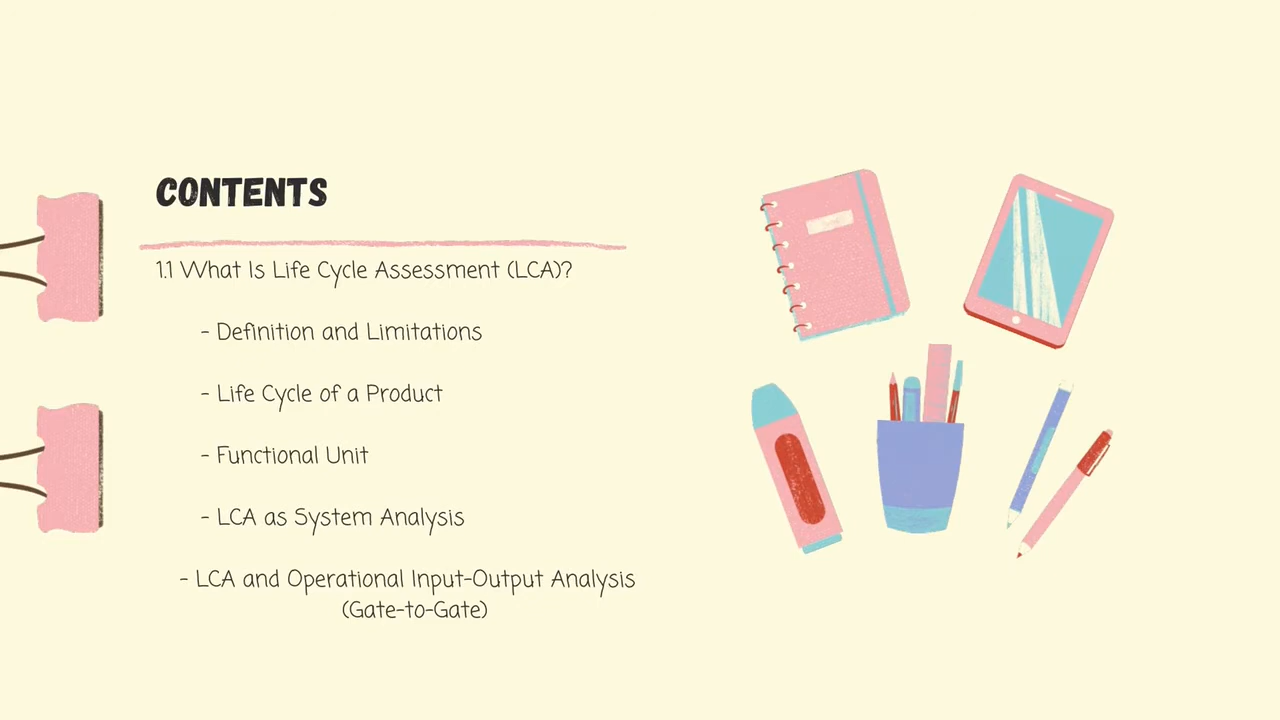 CONTENTS
1.1 What Is Life Cycle Assessment (LCA)?
- Definition and Limitations
- Life Cycle of a Product
- Functional Unit
- LCA as System Analysis
- LCA and Operational Input-Output Analysis
(Gate-to-Gate)